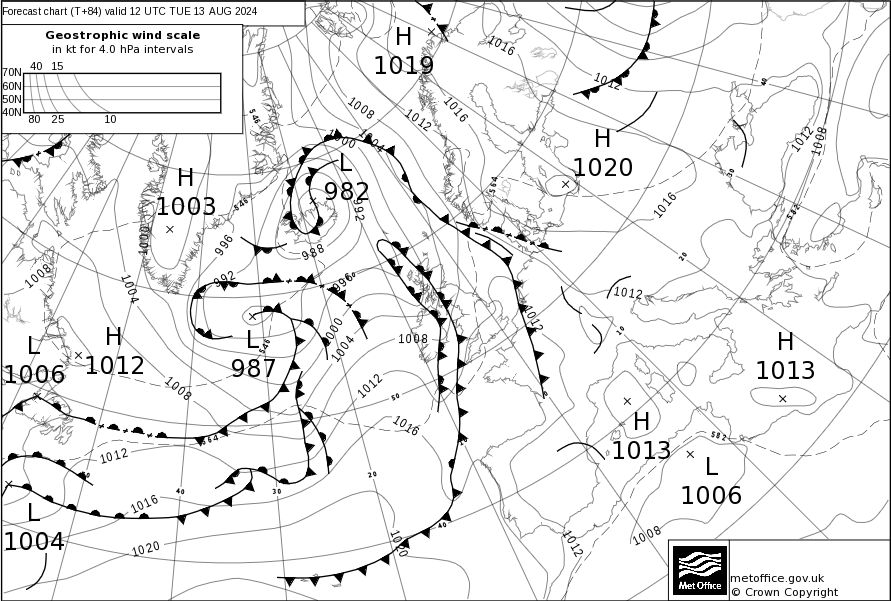 Forecast chart (T+84) valid 12 UTC TUE 13 AUG 2024
Geostrophic wind scale
in kt for 4.0 hPa intervals
40 15
70N
60N
50N
40N
80 25 10
H
1019
1016
1012
1008
1012
1016
1000
1004
546
H
1020
1012
1008
40
L
982
H
1003
564
1016
546
992
582
30
1000
996
988
20
1008
992
996
1004
1012
L
987
546
1000
1004
1008
1012
10
H
1012
L
1006
H
1013
1008
1012
50
1016
H
1013
564
582
1012
L
1006
40
30
20
1016
40
L
1004
1020
1020
1012
1008
Met Office
metoffice.gov.uk
© Crown Copyright